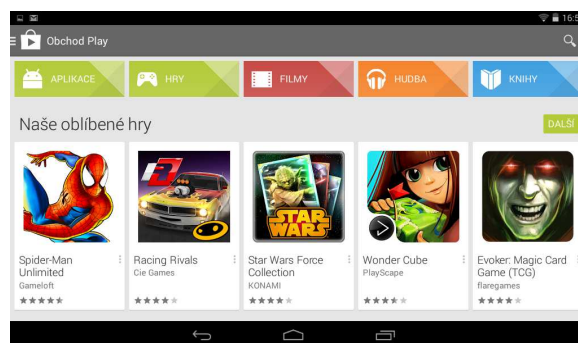 16:5
Obchod Play
APLIKACE
HRY
FILMY
HUDBA
KNIHY
Naše oblíbené hry
DALŠÍ
R
STAR
WARS
Spider-Man
Unlimited
Gameloft
Racing Rivals
Cie Games
Star Wars Force
Collection
KONAMI
Wonder Cube
PlayScape
Evoker: Magic Card
Game (TCG)
flaregames